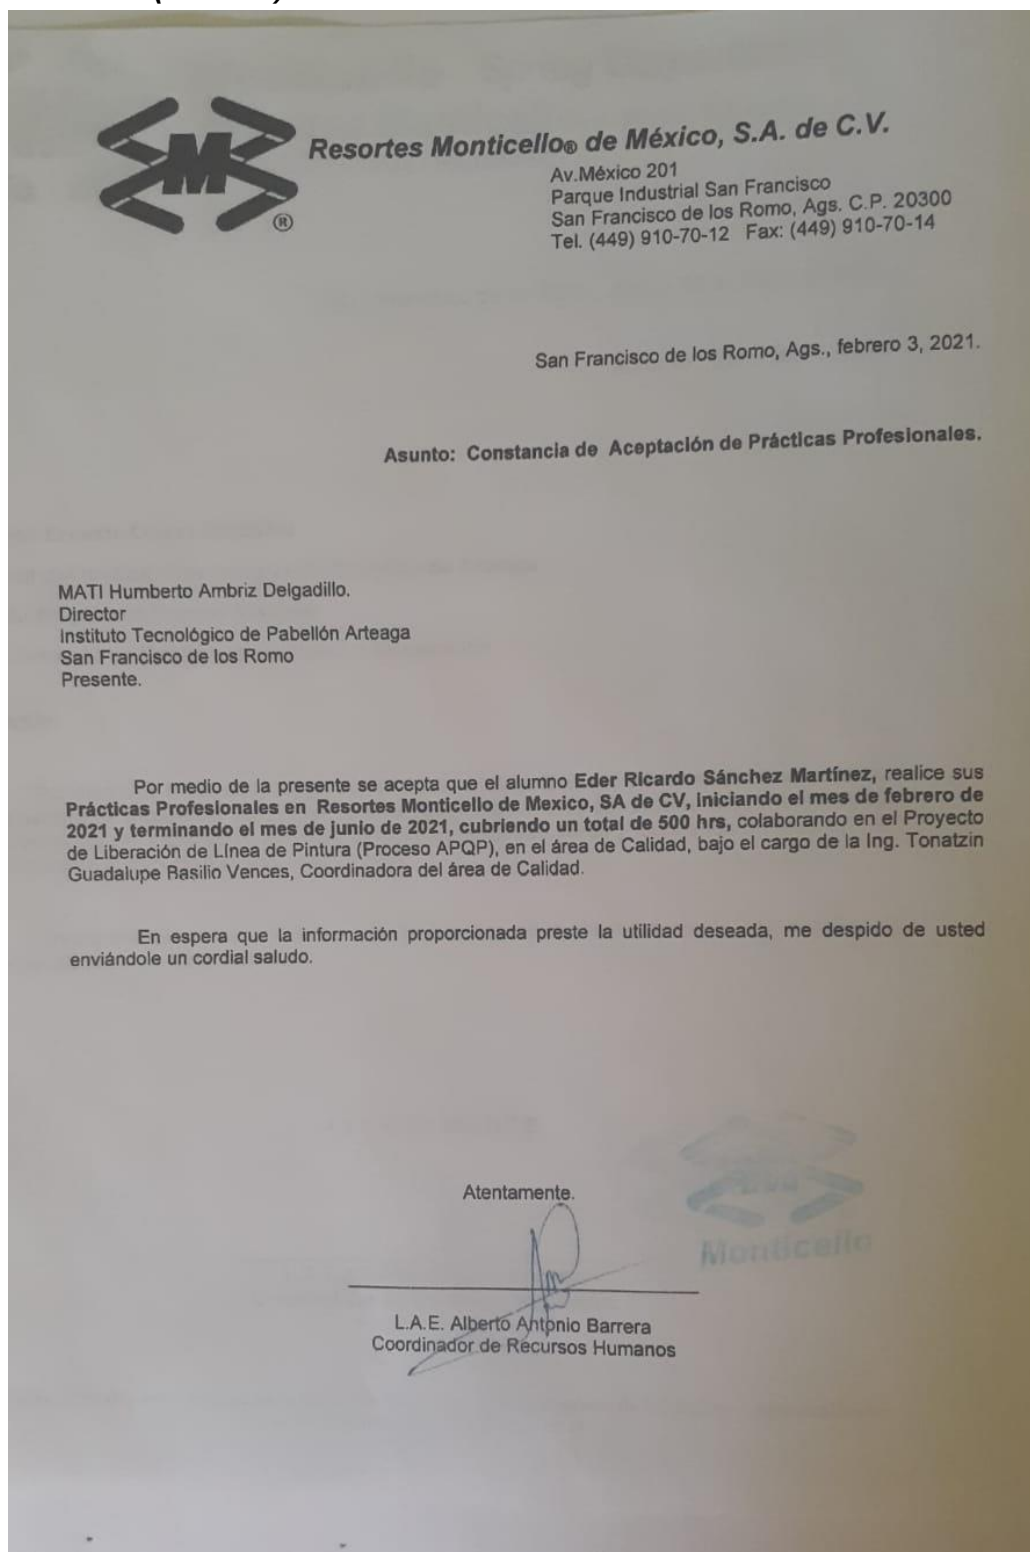 M
®
Resortes Monticello® de México, S.A. de C.V.
Av.México 201
Parque Industrial San Francisco
San Francisco de los Romo, Ags. C.P. 20300
Tel. (449) 910-70-12 Fax: (449) 910-70-14
San Francisco de los Romo, Ags., febrero 3, 2021.
Asunto: Constancia de Aceptación de Prácticas Profesionales.
MATI Humberto Ambriz Delgadillo.
Director
Instituto Tecnológico de Pabellón Arteaga
San Francisco de los Romo
Presente.
Por medio de la presente se acepta que el alumno Eder Ricardo Sánchez Martínez, realice sus
Prácticas Profesionales en Resortes Monticello de Mexico, SA de CV, iniciando el mes de febrero de
2021 y terminando el mes de junio de 2021, cubriendo un total de 500 hrs, colaborando en el Proyecto
de Liberación de Línea de Pintura (Proceso APQP), en el área de Calidad, bajo el cargo de la Ing. Tonatzin
Guadalupe Basilio Vences, Coordinadora del área de Calidad.
En espera que la información proporcionada preste la utilidad deseada, me despido de usted
enviándole un cordial saludo.
Atentamente.
Monticello
L.A.E. Alberto Antonio Barrera
Coordinador de Recursos Humanos